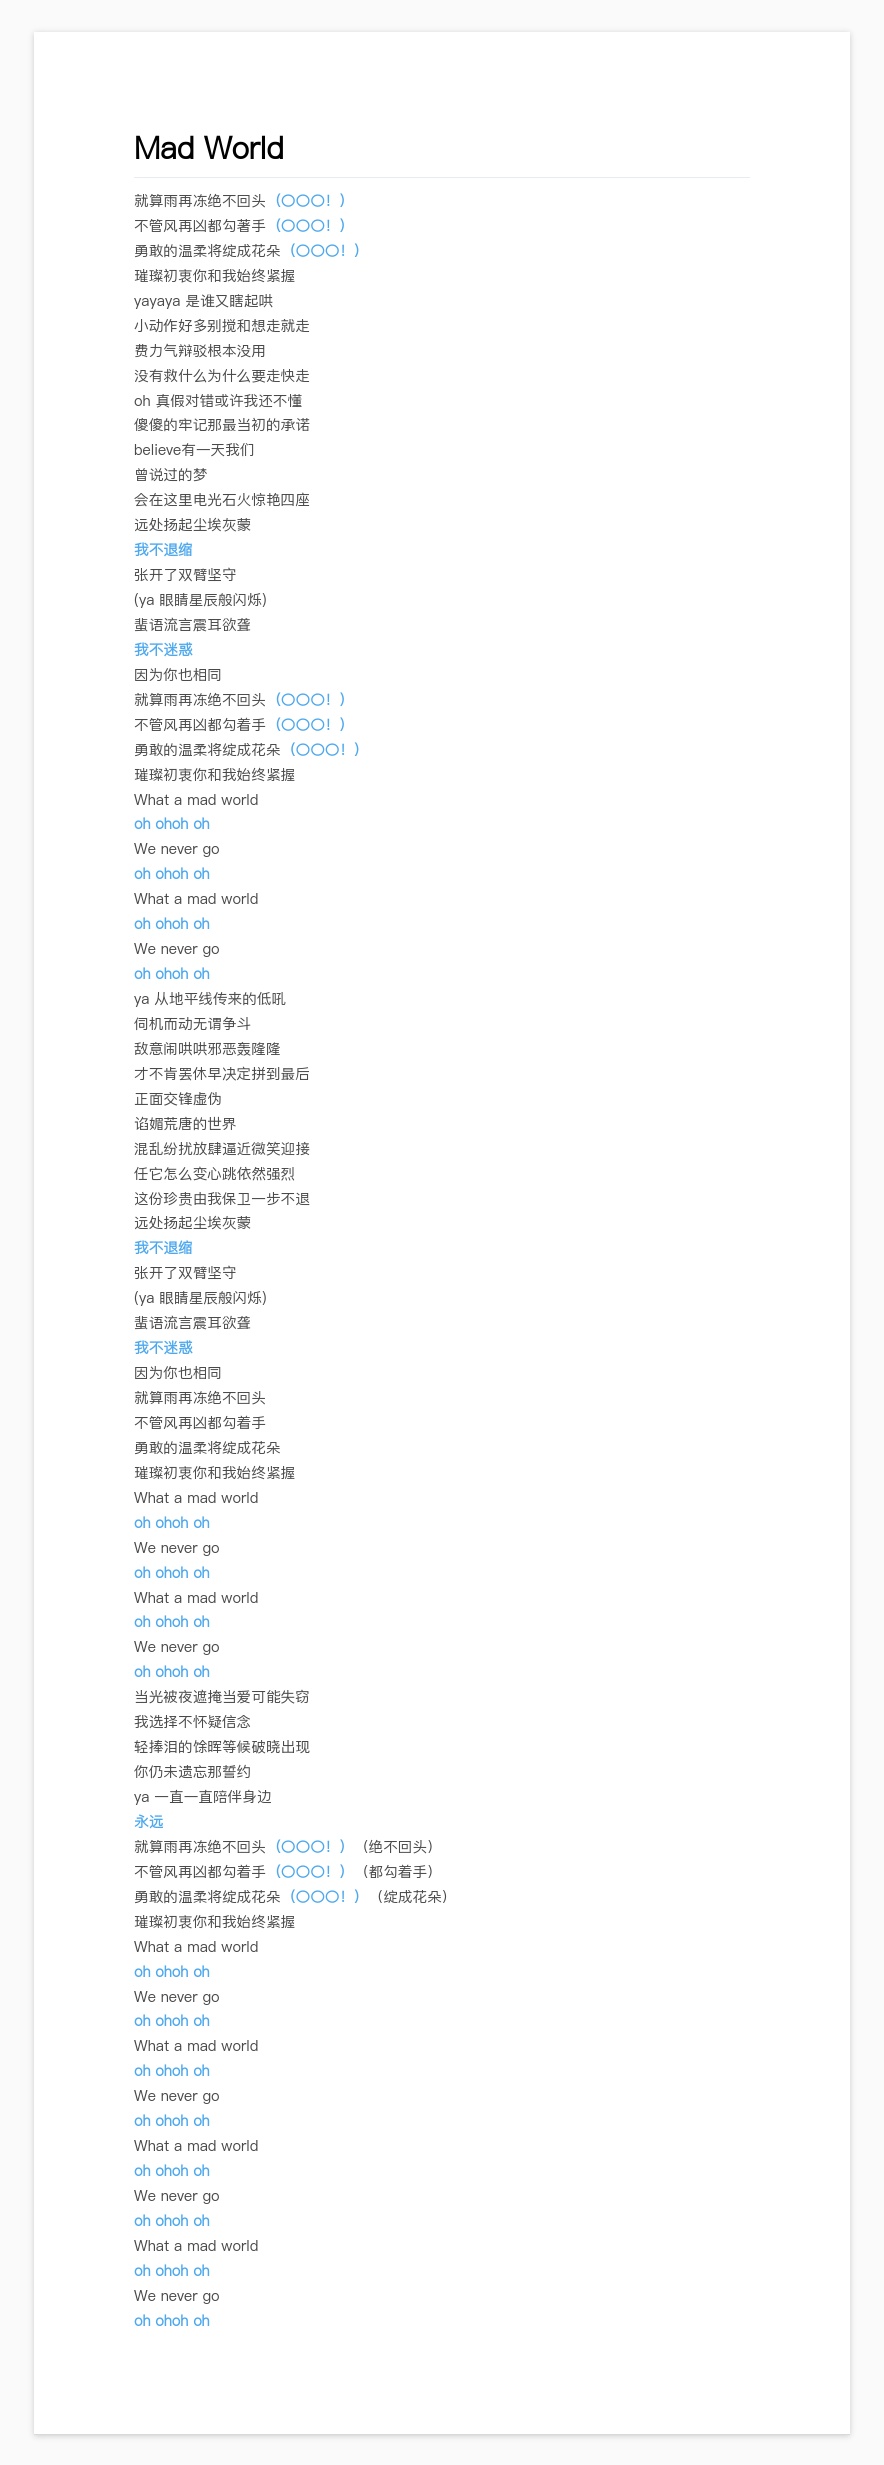 Mad World
就算雨再冻绝不回头（〇〇〇！）
不管风再凶都勾著手（〇〇〇！）
勇敢的温柔将绽成花朵（〇〇〇！）
璀璨初衷你和我始终紧握
yayaya 是谁又瞎起哄
小动作好多别搅和想走就走
费力气辩驳根本没用
没有救什么为什么要走快走
oh 真假对错或许我还不懂
傻傻的牢记那最当初的承诺
believe有一天我们
曾说过的梦
会在这里电光石火惊艳四座
远处扬起尘埃灰蒙
我不退缩
张开了双臂坚守
(ya 眼睛星辰般闪烁)
蜚语流言震耳欲聋
我不迷惑
因为你也相同
就算雨再冻绝不回头（〇〇〇！）
不管风再凶都勾着手（〇〇〇！）
勇敢的温柔将绽成花朵（〇〇〇！）
璀璨初衷你和我始终紧握
What a mad world
oh ohoh oh
We never go
oh ohoh oh
What a mad world
oh ohoh oh
We never go
oh ohoh oh
ya 从地平线传来的低吼
伺机而动无谓争斗
敌意闹哄哄邪恶轰隆隆
才不肯罢休早决定拼到最后
正面交锋虚伪
谄媚荒唐的世界
混乱纷扰放肆逼近微笑迎接
任它怎么变心跳依然强烈
这份珍贵由我保卫一步不退
远处扬起尘埃灰蒙
我不退缩
张开了双臂坚守
(ya 眼睛星辰般闪烁)
蜚语流言震耳欲聋
我不迷惑
因为你也相同
就算雨再冻绝不回头
不管风再凶都勾着手
勇敢的温柔将绽成花朵
璀璨初衷你和我始终紧握
What a mad world
oh ohoh oh
We never go
oh ohoh oh
What a mad world
oh ohoh oh
We never go
oh ohoh oh
当光被夜遮掩当爱可能失窃
我选择不怀疑信念
轻捧泪的馀晖等候破晓出现
你仍未遗忘那誓约
ya 一直一直陪伴身边
永远
就算雨再冻绝不回头（〇〇〇！）（绝不回头）
不管风再凶都勾着手（〇〇〇！）（都勾着手）
勇敢的温柔将绽成花朵（〇〇〇！）（绽成花朵）
璀璨初衷你和我始终紧握
What a mad world
oh ohoh oh
We never go
oh ohoh oh
What a mad world
oh ohoh oh
We never go
oh ohoh oh
What a mad world
oh ohoh oh
We never go
oh ohoh oh
What a mad world
oh ohoh oh
We never go
oh ohoh oh